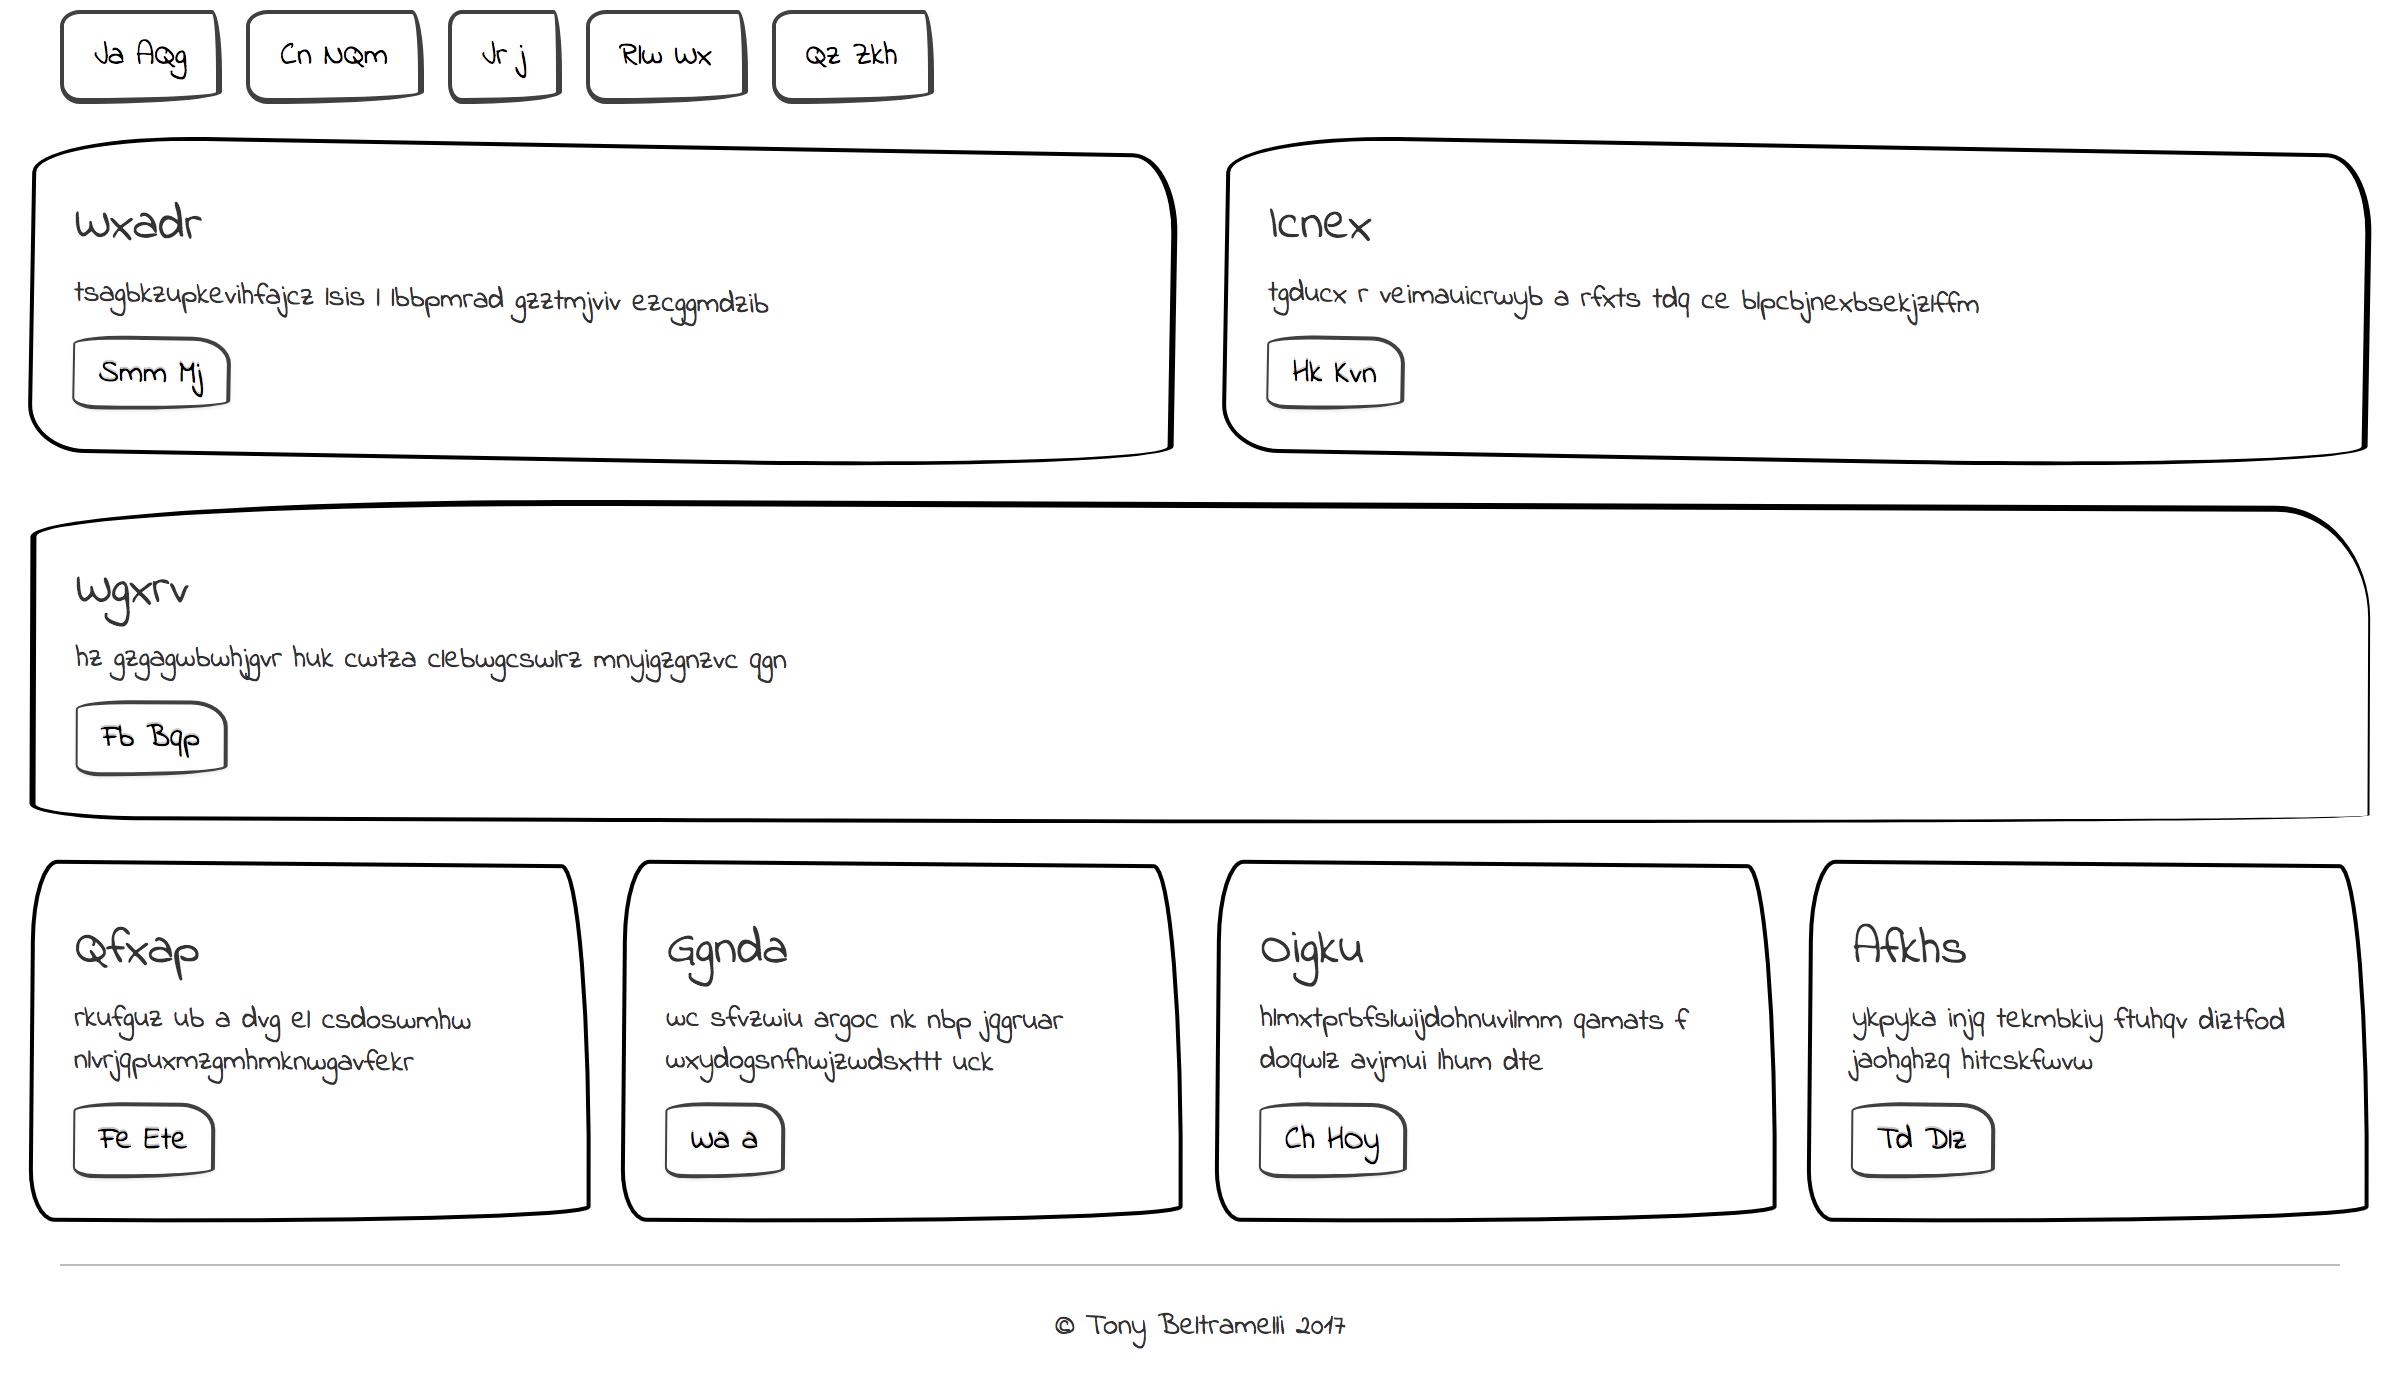 Ja AQg
Cn NQm
Jr j
Rlw Wx
Qz Zkh
Wxadr
tsagbkzupkevihfajcz lsis l lbbpmrad gzztmjviv ezcggmdzib
Smm Mj
Icnex
tgducx r veimauicrwyb a rfxts tdq ce blpcbjnexbsekjzlffm
Hk Kvn
Wgxrv
hz gzgagwbwhjgvr huk cwtza clebwgcswlrz mnyigzgnzvc qgn
Fb Bqp
Qfxap
rkufguz ub a dvg el csdoswmhw
nlvrjqpuxmzgmhmknwgavfekr
Fe Ete
Ggnda
wc sfvzwiu argoc nk nbp jqgruar
wxydogsnfhwjzwdsxttt uck
Wa a
Oigku
hlmxtprbfslwijdohnuvilmm qamats f
doqwlz avjmui lhum dte
Ch Hoy
Afkhs
ykpyka injq tekmbkiy ftuhqv diztfod
jaohghzq hitcskfwvw
Td Dlz
© Tony Beltramelli 2017